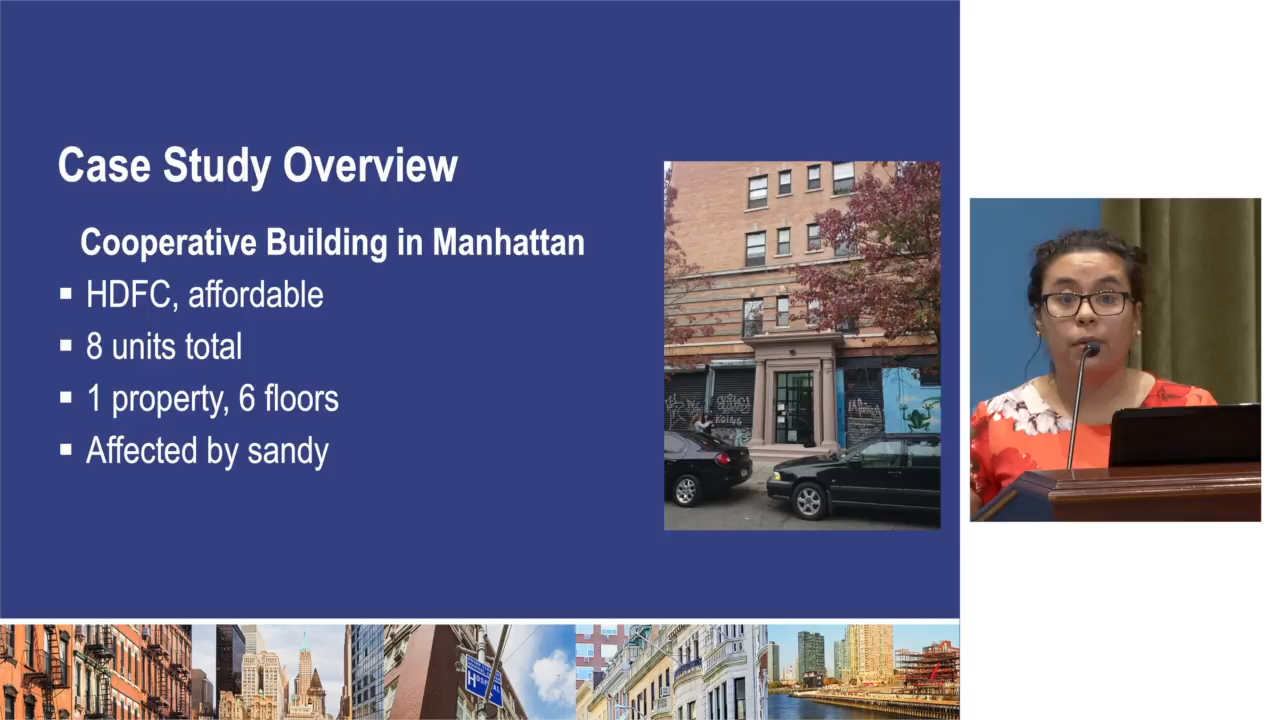 Case Study Overview
Cooperative Building in Manhattan
▪ HDFC, affordable
▪ 8 units total
▪ 1 property, 6 floors
▪ Affected by sandy
HOSPITAL